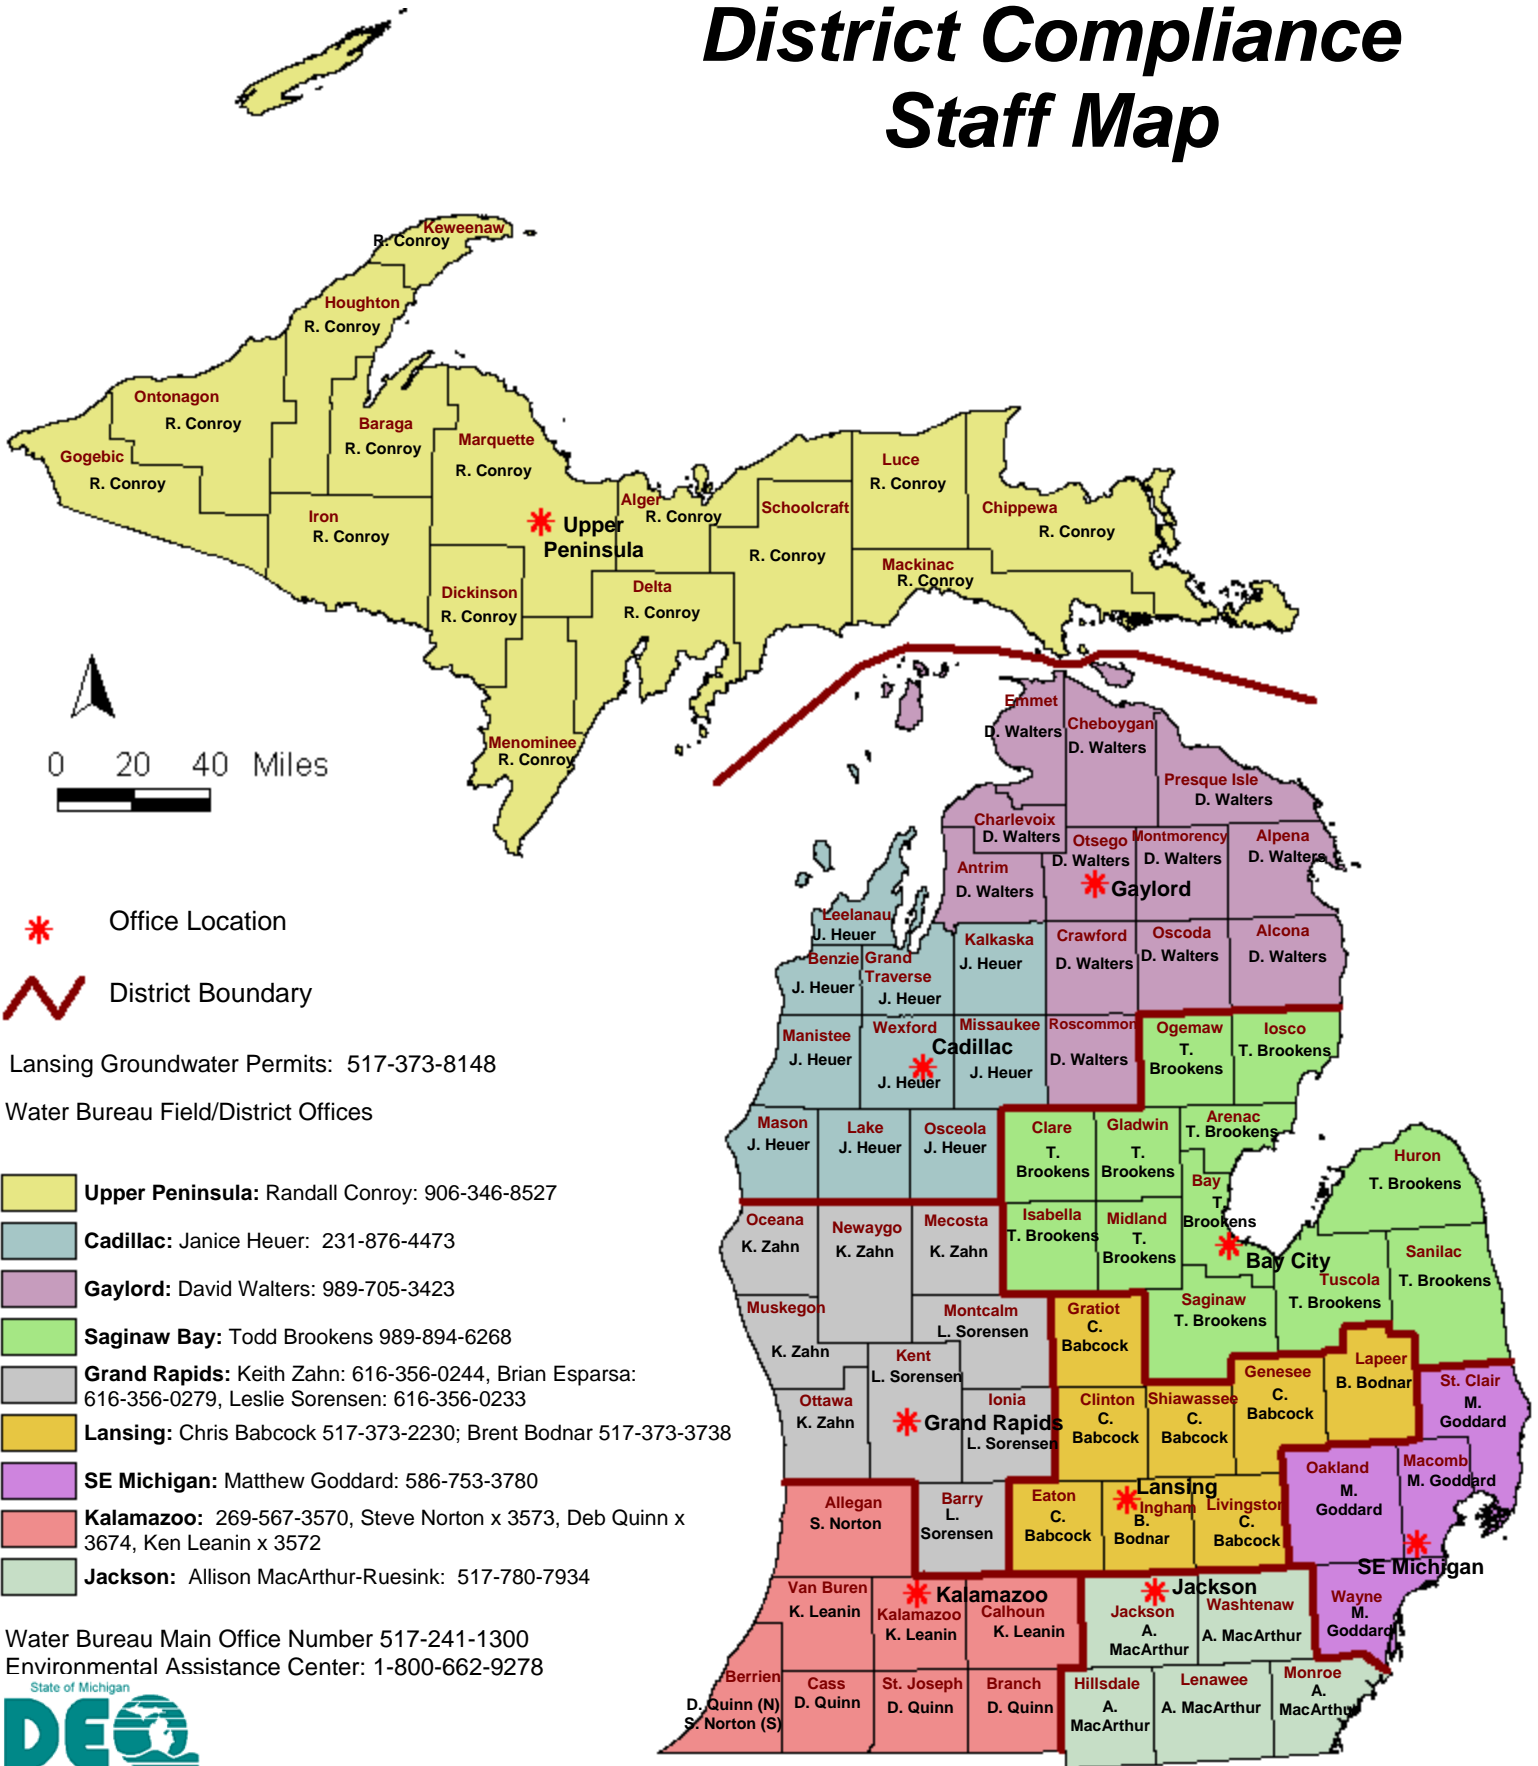 District Compliance
Staff Map
Keweenaw
R. Conroy
Houghton
R. Conroy
Ontonagon
R. Conroy
Baraga
R. Conroy
Marquette
R. Conroy
Gogebic
R. Conroy
Iron
R. Conroy
Upper
Peninsula
Alger
R. Conroy
Schoolcraft
R. Conroy
Luce
R. Conroy
Chippewa
R. Conroy
Mackinac
R. Conroy
Dickinson
R. Conroy
Delta
R. Conroy
Menominee
R. Conroy
0 20 40 Miles
Emmet
D. Walters
Cheboygan
D. Walters
Presque Isle
D. Walters
Charlevoix
D. Walters
Otsego
D. Walters
Montmorency
D. Walters
Alpena
D. Walters
Antrim
D. Walters
Gaylord
Leelanau
J. Heuer
Benzie
J. Heuer
Grand
Traverse
J. Heuer
Kalkaska
J. Heuer
Crawford
D. Walters
Oscoda
D. Walters
Alcona
D. Walters
Manistee
J. Heuer
Wexford
J. Heuer
Missaukee
Cadillac
J. Heuer
Roscommon
D. Walters
Ogemaw
T.
Brookens
Iosco
T. Brookens
Mason
J. Heuer
Lake
J. Heuer
Osceola
J. Heuer
Clare
T.
Brookens
Gladwin
T.
Brookens
Arenac
T. Brookens
Bay
T
Brookens
Huron
T. Brookens
Oceana
K. Zahn
Newaygo
K. Zahn
Mecosta
K. Zahn
Isabella
T. Brookens
Midland
T.
Brookens
Bay City
Tuscola
T. Brookens
Sanilac
T. Brookens
Saginaw
T. Brookens
Muskegon
K. Zahn
Montcalm
L. Sorensen
Gratiot
C.
Babcock
Kent
L. Sorensen
Ottawa
K. Zahn
Ionia
Grand Rapids
L. Sorensen
Clinton
C.
Babcock
Shiawassee
C.
Babcock
Genesee
C.
Babcock
Lapeer
B. Bodnar
St. Clair
M.
Goddard
Oakland
M.
Goddard
Macomb
M. Goddard
Allegan
S. Norton
Barry
L.
Sorensen
Eaton
C.
Babcock
Lansing
Ingham
B.
Bodnar
Livingston
C.
Babcock
SE Michigan
Van Buren
K. Leanin
Kalamazoo
Kalamazoo
K. Leanin
Calhoun
K. Leanin
Jackson
Jackson
A.
MacArthur
Washtenaw
A. MacArthur
Wayne
M.
Goddard
Berrien
D. Quinn (N)
S. Norton (S)
Cass
D. Quinn
St. Joseph
D. Quinn
Branch
D. Quinn
Hillsdale
A.
MacArthur
Lenawee
A. MacArthur
Monroe
A.
MacArthur
Office Location
District Boundary
Lansing Groundwater Permits: 517-373-8148
Water Bureau Field/District Offices
Upper Peninsula: Randall Conroy: 906-346-8527
Cadillac: Janice Heuer: 231-876-4473
Gaylord: David Walters: 989-705-3423
Saginaw Bay: Todd Brookens 989-894-6268
Grand Rapids: Keith Zahn: 616-356-0244, Brian Esparsa:
616-356-0279, Leslie Sorensen: 616-356-0233
Lansing: Chris Babcock 517-373-2230; Brent Bodnar 517-373-3738
SE Michigan: Matthew Goddard: 586-753-3780
Kalamazoo: 269-567-3570, Steve Norton x 3573, Deb Quinn x
3674, Ken Leanin x 3572
Jackson: Allison MacArthur-Ruesink: 517-780-7934
Water Bureau Main Office Number 517-241-1300
Environmental Assistance Center: 1-800-662-9278
State of Michigan
DEQ